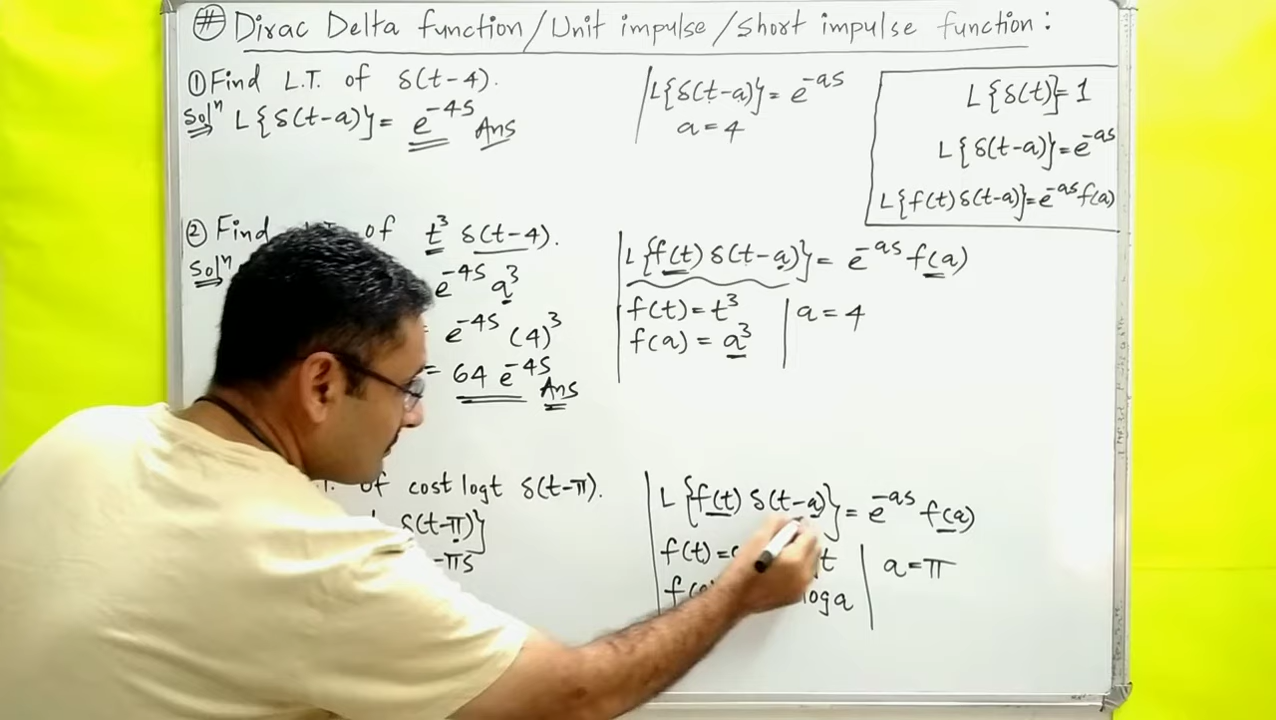 # Dirac Delta function/Unit impulse/short impulse function:
① Find L.T. of δ(t-4).
Solⁿ L{δ(t-a)}= e^-4s Ans
L{δ(t-a)}= e^-as
a=4
L{δ(t)}=1
L{δ(t-a)}=e^-as
L{f(t) δ(t-a)}=e^-as f(a)
② Find of t³ δ(t-4).
Solⁿ e^-4s a³
e^-4s (4)³
= 64 e^-4s Ans
L{f(t) δ(t-a)}= e^-as f(a)
f(t)=t³ | a=4
f(a) = a³
of cost logt δ(t-π).
δ(t-π)}
-πs
L{f(t) δ(t-a)}= e^-as f(a)
f(t)= t | a=π
loga